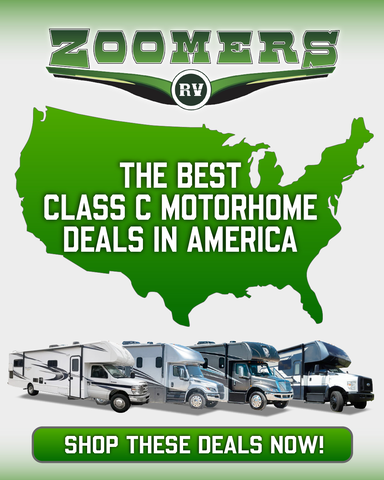 ZOOMERS
RV
THE BEST
CLASS C MOTORHOME
DEALS IN AMERICA
SHOP THESE DEALS NOW!